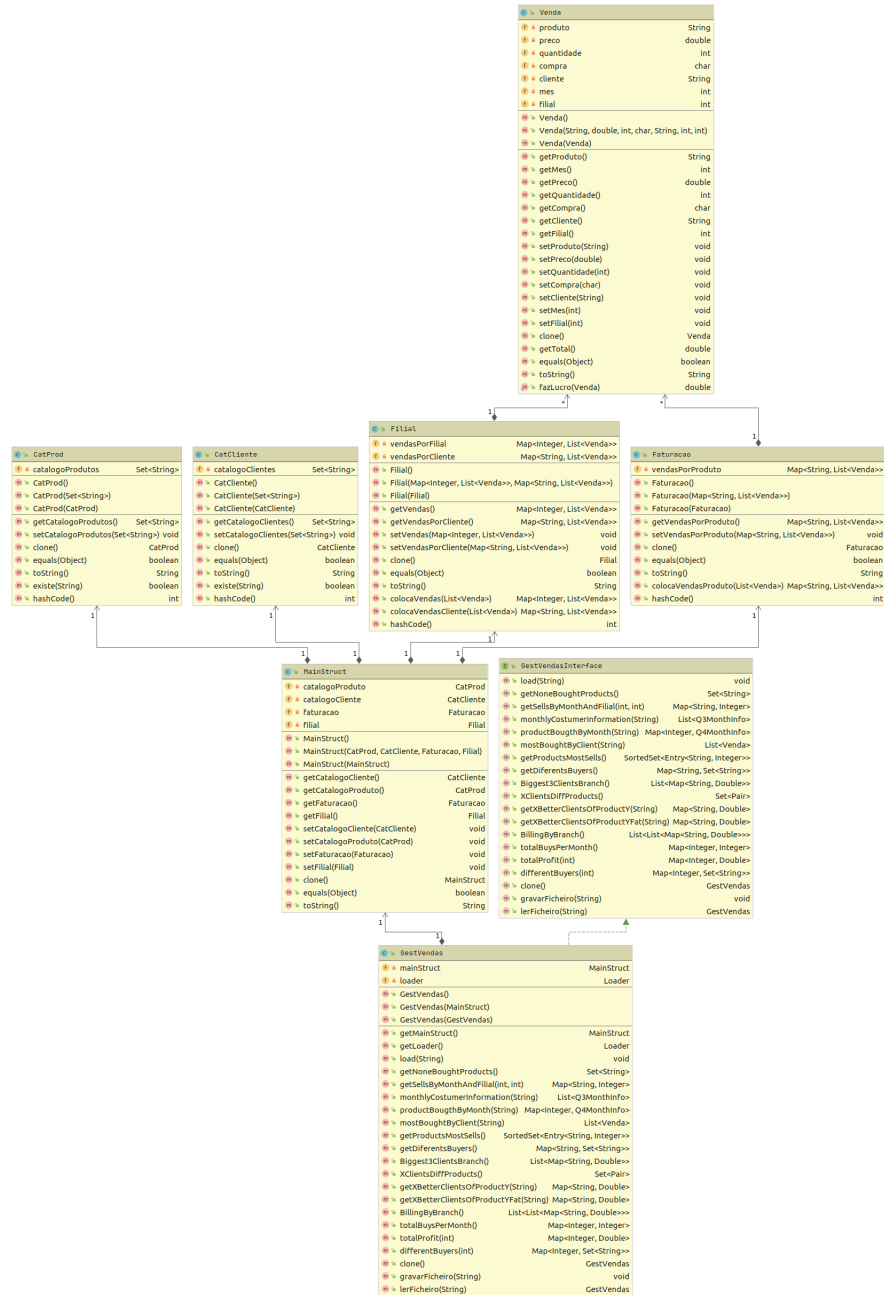 Venda
produto String
preco double
quantidade int
compra char
cliente String
mes int
filial int
Venda()
Venda(String, double, int, char, String, int, int)
Venda(Venda)
getProduto() String
getMes() int
getPreco() double
getQuantidade() int
getCompra() char
getCliente() String
getFilial() int
setProduto(String) void
setPreco(double) void
setQuantidade(int) void
setCompra(char) void
setCliente(String) void
setMes(int) void
setFilial(int) void
clone() Venda
getTotal() double
equals(Object) boolean
toString() String
fazLucro(Venda) double
* *
1 1
CatProd
catalogoProdutos Set<String>
CatProd()
CatProd(Set<String>)
CatProd(CatProd)
getCatalogoProdutos() Set<String>
setCatalogoProdutos(Set<String>) void
clone() CatProd
equals(Object) boolean
toString() String
existe(String) boolean
hashCode() int
CatCliente
catalogoClientes Set<String>
CatCliente()
CatCliente(Set<String>)
CatCliente(CatCliente)
getCatalogoClientes() Set<String>
setCatalogoClientes(Set<String>) void
clone() CatCliente
equals(Object) boolean
toString() String
existe(String) boolean
hashCode() int
Filial
vendasPorFilial Map<Integer, List<Venda>>
vendasPorCliente Map<String, List<Venda>>
Filial()
Filial(Map<Integer, List<Venda>>, Map<String, List<Venda>>)
Filial(Filial)
getVendas() Map<Integer, List<Venda>>
getVendasPorCliente() Map<String, List<Venda>>
setVendas(Map<Integer, List<Venda>>) void
setVendasPorCliente(Map<String, List<Venda>>) void
clone() Filial
equals(Object) boolean
toString() String
colocaVendas(List<Venda>) Map<Integer, List<Venda>>
colocaVendasCliente(List<Venda>) Map<String, List<Venda>>
hashCode() int
Faturacao
vendasPorProduto Map<String, List<Venda>>
Faturacao()
Faturacao(Map<String, List<Venda>>)
Faturacao(Faturacao)
getVendasPorProduto() Map<String, List<Venda>>
setVendasPorProduto(Map<String, List<Venda>>) void
clone() Faturacao
equals(Object) boolean
toString() String
colocaVendasProduto(List<Venda>) Map<String, List<Venda>>
hashCode() int
1 1 1 1
1 1 1 1
MainStruct
catalogoProduto CatProd
catalogoCliente CatCliente
faturacao Faturacao
filial Filial
MainStruct()
MainStruct(CatProd, CatCliente, Faturacao, Filial)
MainStruct(MainStruct)
getCatalogoCliente() CatCliente
getCatalogoProduto() CatProd
getFaturacao() Faturacao
getFilial() Filial
setCatalogoCliente(CatCliente) void
setCatalogoProduto(CatProd) void
setFaturacao(Faturacao) void
setFilial(Filial) void
clone() MainStruct
equals(Object) boolean
toString() String
GestVendasInterface
load(String) void
getNoneBoughtProducts() Set<String>
getSellsByMonthAndFilial(int, int) Map<String, Integer>
monthlyCostumerInformation(String) List<Q3MonthInfo>
productBougthByMonth(String) Map<Integer, Q4MonthInfo>
mostBoughtByClient(String) List<Venda>
getProductsMostSells() SortedSet<Entry<String, Integer>>
getDiferentsBuyers() Map<String, Set<String>>
Biggest3ClientsBranch() List<Map<String, Double>>
XClientsDiffProducts() Set<Pair>
getXBetterClientsOfProductY(String) Map<String, Double>
getXBetterClientsOfProductYFat(String) Map<String, Double>
BillingByBranch() List<List<Map<String, Double>>>
totalBuysPerMonth() Map<Integer, Integer>
totalProfit(int) Map<Integer, Double>
differentBuyers(int) Map<Integer, Set<String>>
clone() GestVendas
gravarFicheiro(String) void
lerFicheiro(String) GestVendas
1
1
GestVendas
mainStruct MainStruct
loader Loader
GestVendas()
GestVendas(MainStruct)
GestVendas(GestVendas)
getMainStruct() MainStruct
getLoader() Loader
load(String) void
getNoneBoughtProducts() Set<String>
getSellsByMonthAndFilial(int, int) Map<String, Integer>
monthlyCostumerInformation(String) List<Q3MonthInfo>
productBougthByMonth(String) Map<Integer, Q4MonthInfo>
mostBoughtByClient(String) List<Venda>
getProductsMostSells() SortedSet<Entry<String, Integer>>
getDiferentsBuyers() Map<String, Set<String>>
Biggest3ClientsBranch() List<Map<String, Double>>
XClientsDiffProducts() Set<Pair>
getXBetterClientsOfProductY(String) Map<String, Double>
getXBetterClientsOfProductYFat(String) Map<String, Double>
BillingByBranch() List<List<Map<String, Double>>>
totalBuysPerMonth() Map<Integer, Integer>
totalProfit(int) Map<Integer, Double>
differentBuyers(int) Map<Integer, Set<String>>
clone() GestVendas
gravarFicheiro(String) void
lerFicheiro(String) GestVendas